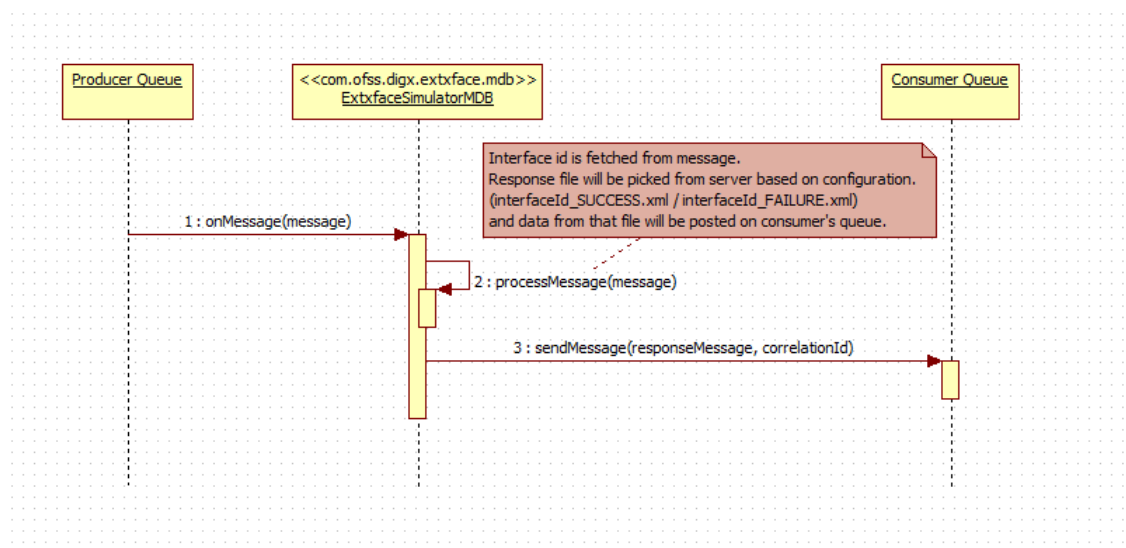 Producer Queue
<<com.ofss.digx.extxface.mdb>>
ExtxfaceSimulatorMDB
Consumer Queue
Interface id is fetched from message.
Response file will be picked from server based on configuration.
(interfaceId_SUCCESS.xml / interfaceId_FAILURE.xml)
and data from that file will be posted on consumer's queue.
1 : onMessage(message)
2 : processMessage(message)
3 : sendMessage(responseMessage, correlationId)